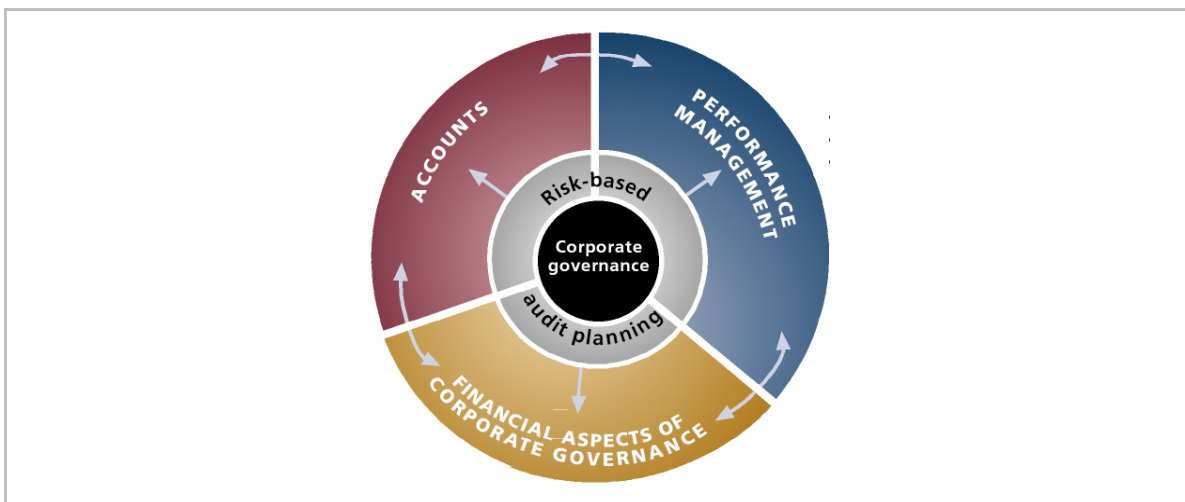 ACCOUNTS
PERFORMANCE
MANAGEMENT
Risk-based
Corporate
governance
audit planning
FINANCIAL ASPECTS OF
CORPORATE GOVERNANCE